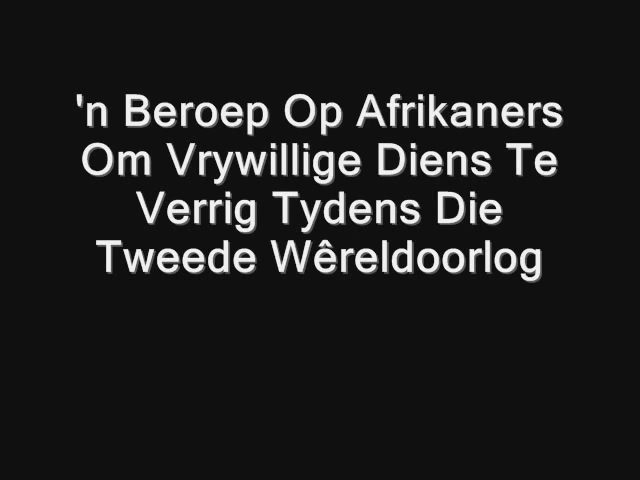 'n Beroep Op Afrikaners
Om Vrywillige Diens Te
Verrig Tydens Die
Tweede Wêreldoorlog